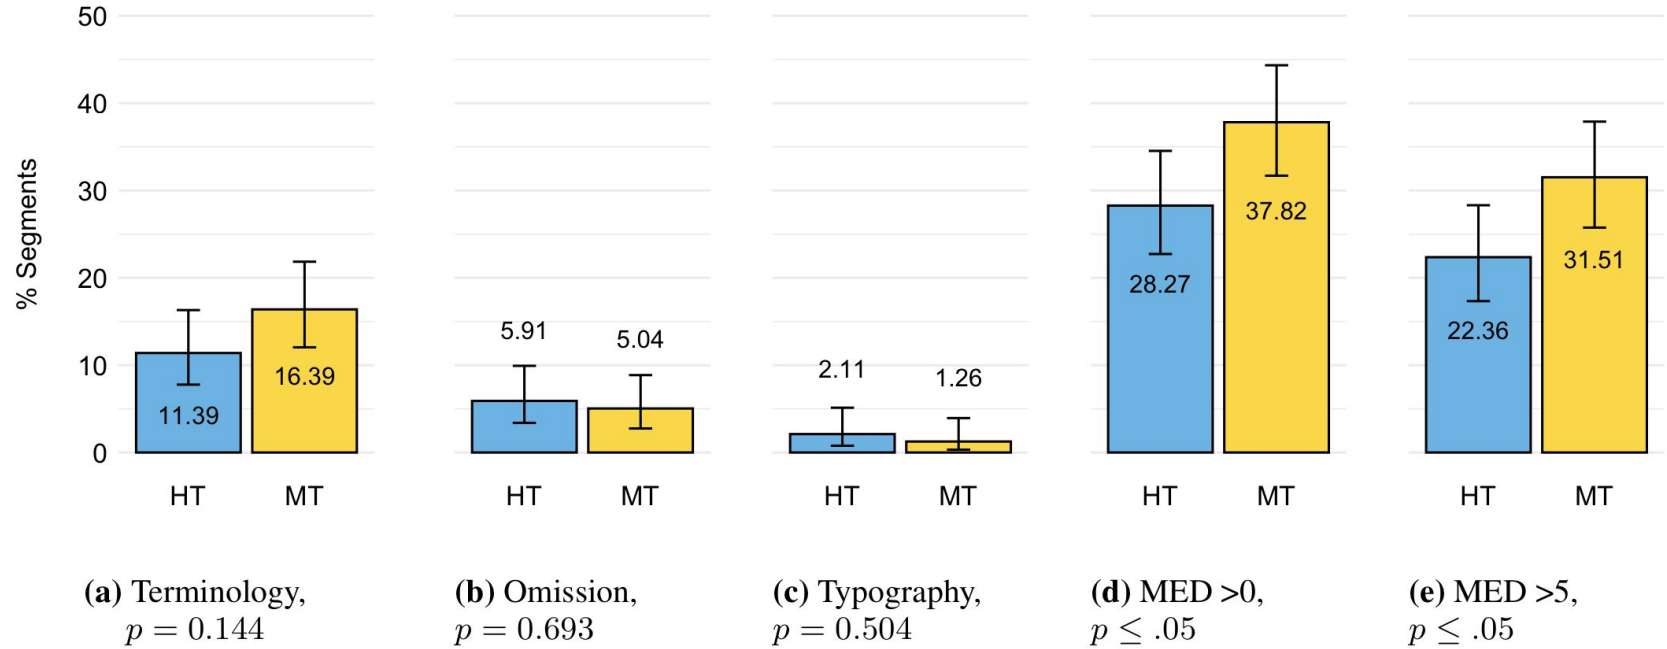 % Segments
50
40
30
20
10
0
11.39
16.39
HT MT
5.91
5.04
HT MT
2.11
1.26
HT MT
28.27
37.82
HT MT
22.36
31.51
HT MT
(a) Terminology,
p = 0.144
(b) Omission,
p = 0.693
(c) Typography,
p = 0.504
(d) MED >0,
p ≤ .05
(e) MED >5,
p ≤ .05